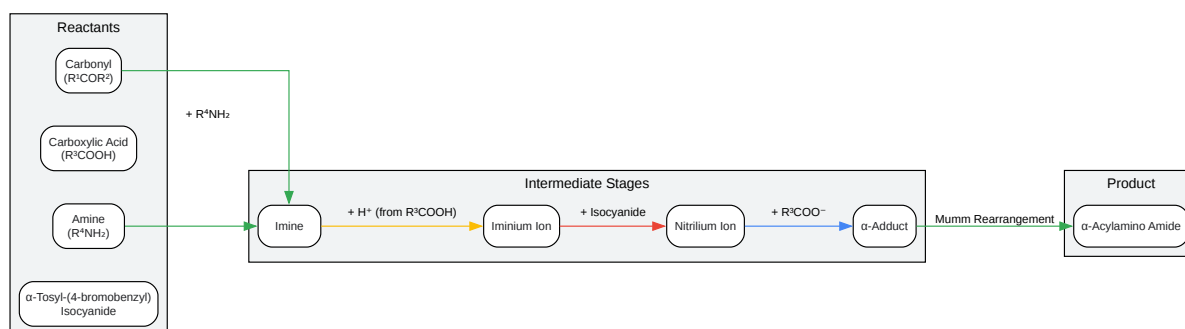 Reactants
Carbonyl
(R¹COR²)
+ R⁴NH₂
Carboxylic Acid
(R³COOH)
Amine
(R⁴NH₂)
α-Tosyl-(4-bromobenzyl)
Isocyanide
Intermediate Stages
Imine
+ H⁺ (from R³COOH)
Iminium Ion
+ Isocyanide
Nitrilium Ion
+ R³COO⁻
α-Adduct
Mumm Rearrangement
Product
α-Acylamino Amide